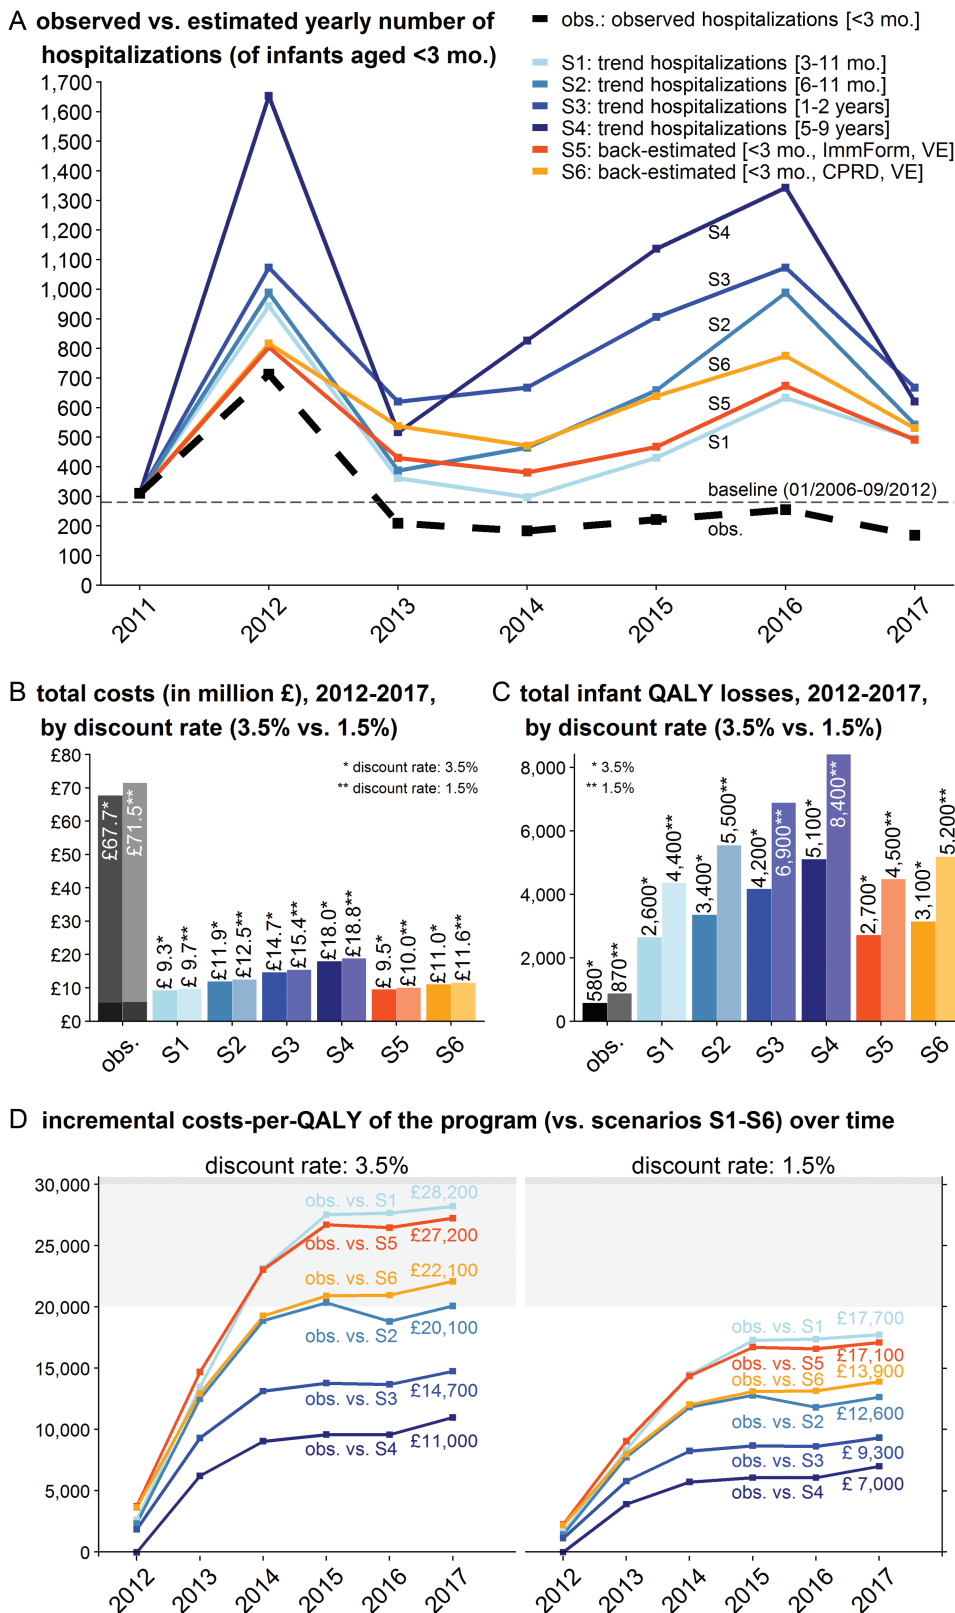 A observed vs. estimated yearly number of
hospitalizations (of infants aged <3 mo.)
obs.: observed hospitalizations [<3 mo.]
S1: trend hospitalizations [3-11 mo.]
S2: trend hospitalizations [6-11 mo.]
S3: trend hospitalizations [1-2 years]
S4: trend hospitalizations [5-9 years]
S5: back-estimated [<3 mo., ImmForm, VE]
S6: back-estimated [<3 mo., CPRD, VE]
1,700
1,600
1,500
1,400
1,300
1,200
1,100
1,000
900
800
700
600
500
400
300
200
100
0
S4
S3
S2
S6
S5
S1
baseline (01/2006-09/2012)
obs.
2011 2012 2013 2014 2015 2016 2017
B total costs (in million £), 2012-2017,
by discount rate (3.5% vs. 1.5%)
* discount rate: 3.5%
** discount rate: 1.5%
£80
£70
£60
£50
£40
£30
£20
£10
£0
£67.7* £71.5**
£ 9.3* £ 9.7**
£11.9* £12.5**
£14.7* £15.4**
£18.0* £18.8**
£ 9.5* £10.0**
£11.0* £11.6**
obs. S1 S2 S3 S4 S5 S6
C total infant QALY losses, 2012-2017,
by discount rate (3.5% vs. 1.5%)
* 3.5%
** 1.5%
8,000
6,000
4,000
2,000
0
580* 870**
2,600* 4,400**
3,400* 5,500**
4,200* 6,900**
5,100* 8,400**
2,700* 4,500**
3,100* 5,200**
obs. S1 S2 S3 S4 S5 S6
D incremental costs-per-QALY of the program (vs. scenarios S1-S6) over time
discount rate: 3.5%
30,000
25,000
20,000
15,000
10,000
5,000
0
obs. vs. S1 £28,200
obs. vs. S5 £27,200
obs. vs. S6 £22,100
obs. vs. S2 £20,100
obs. vs. S3 £14,700
obs. vs. S4 £11,000
2012 2013 2014 2015 2016 2017
discount rate: 1.5%
obs. vs. S1 £17,700
obs. vs. S5 £17,100
obs. vs. S6 £13,900
obs. vs. S2 £12,600
obs. vs. S3 £ 9,300
obs. vs. S4 £ 7,000
2012 2013 2014 2015 2016 2017